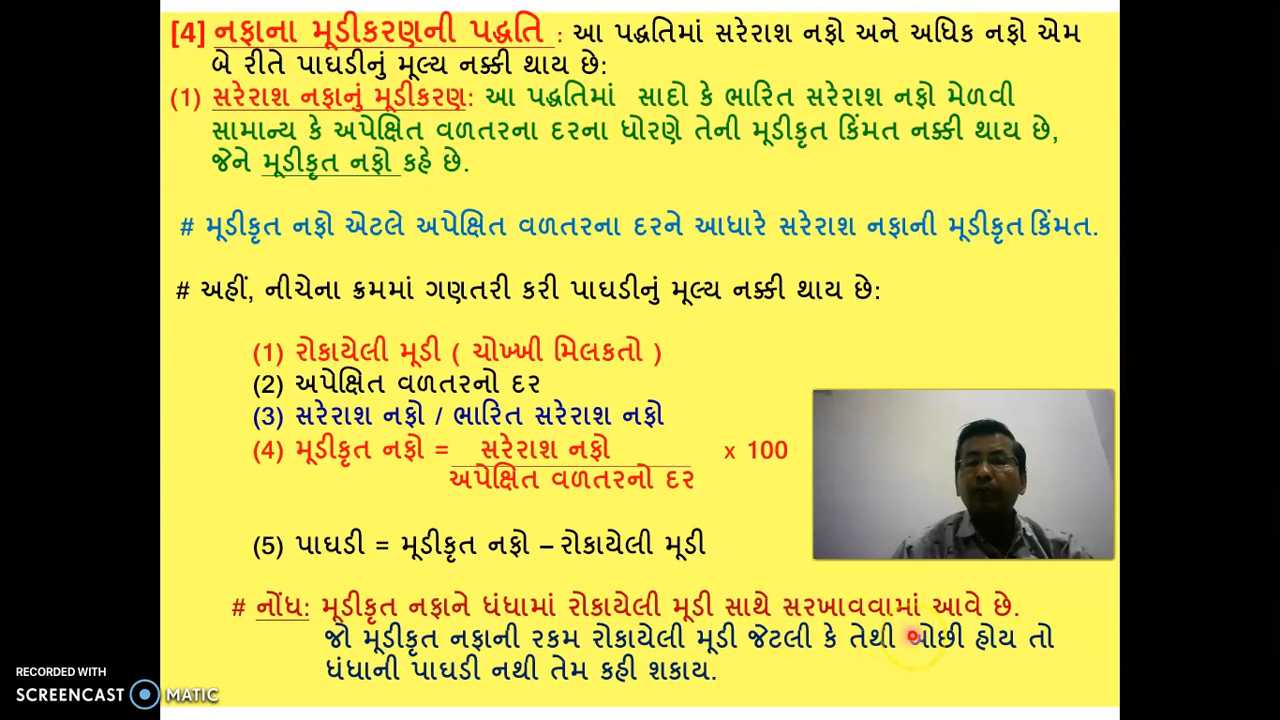 [4] નફાના મૂડીકરણની પદ્ધતિ : આ પદ્ધતિમાં સરેરાશ નફો અને અધિક નફો એમ
બે રીતે પાઘડીનું મૂલ્ય નક્કી થાય છે:
(1) સરેરાશ નફાનું મૂડીકરણ: આ પદ્ધતિમાં સાદો કે ભારિત સરેરાશ નફો મેળવી
સામાન્ય કે અપેક્ષિત વળતરના દરના ધોરણે તેની મૂડીકૃત કિંમત નક્કી થાય છે,
જેને મૂડીકૃત નફો કહે છે.
# મૂડીકૃત નફો એટલે અપેક્ષિત વળતરના દરને આધારે સરેરાશ નફાની મૂડીકૃત કિંમત.
# અહીં, નીચેના ક્રમમાં ગણતરી કરી પાઘડીનું મૂલ્ય નક્કી થાય છે:
(1) રોકાયેલી મૂડી ( ચોખ્ખી મિલકતો )
(2) અપેક્ષિત વળતરનો દર
(3) સરેરાશ નફો / ભારિત સરેરાશ નફો
(4) મૂડીકૃત નફો = સરેરાશ નફો x 100
અપેક્ષિત વળતરનો દર
(5) પાઘડી = મૂડીકૃત નફો – રોકાયેલી મૂડી
# નોંધ: મૂડીકૃત નફાને ધંધામાં રોકાયેલી મૂડી સાથે સરખાવવામાં આવે છે.
જો મૂડીકૃત નફાની રકમ રોકાયેલી મૂડી જેટલી કે તેથી ઓછી હોય તો
ધંધાની પાઘડી નથી તેમ કહી શકાય.
RECORDED WITH
SCREENCAST MATIC